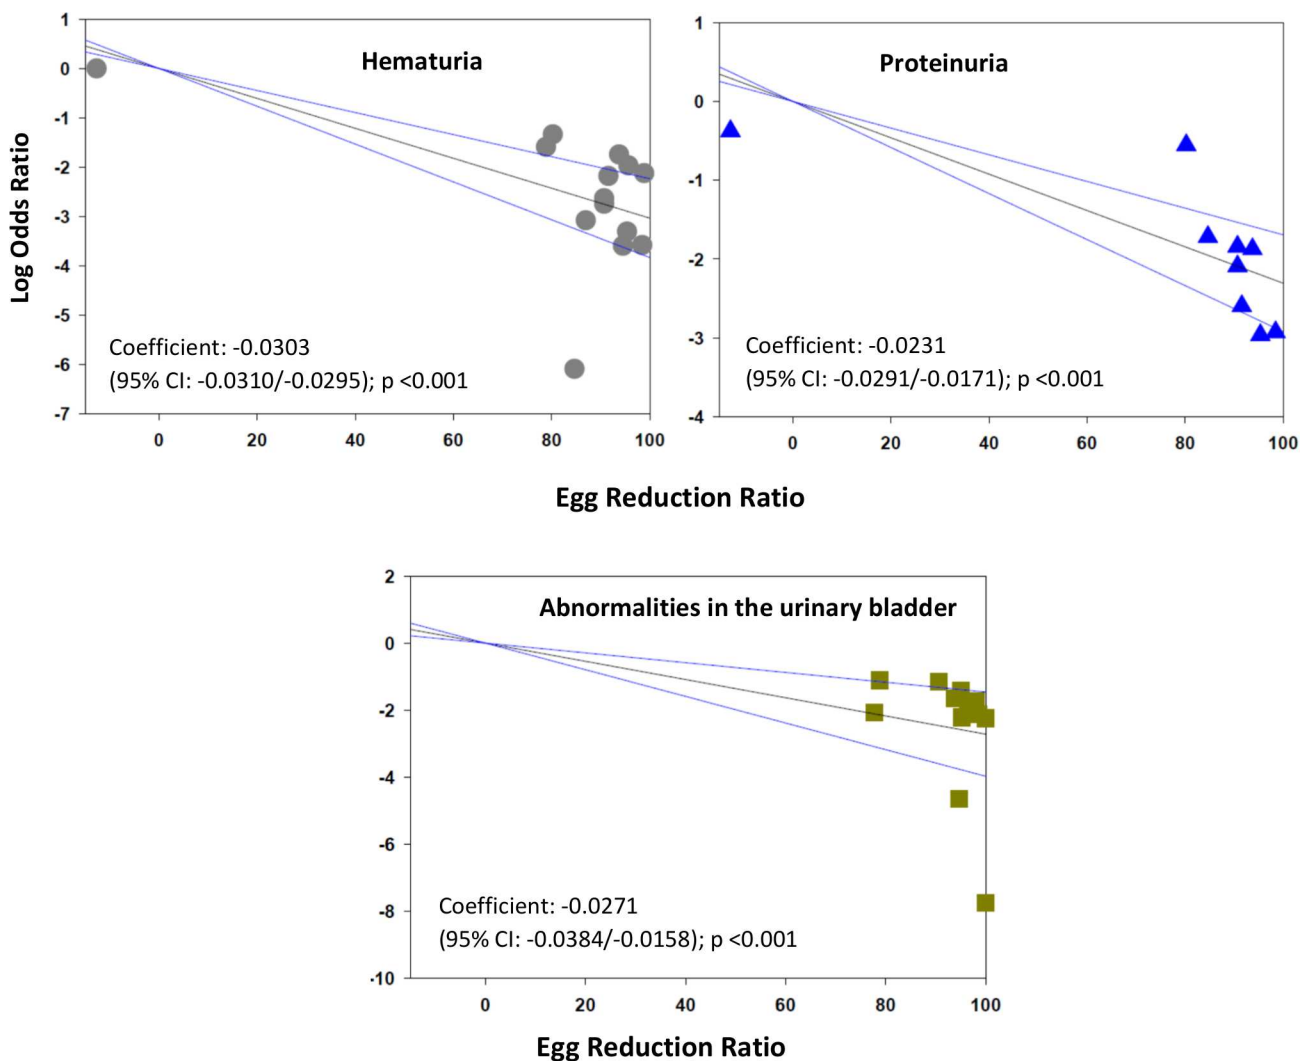 Hematuria
Log Odds Ratio
1
0
-1
-2
-3
-4
-5
-6
-7
Coefficient: -0.0303
(95% CI: -0.0310/-0.0295); p <0.001
0 20 40 60 80 100
Proteinuria
1
0
-1
-2
-3
-4
Coefficient: -0.0231
(95% CI: -0.0291/-0.0171); p <0.001
0 20 40 60 80 100
Egg Reduction Ratio
Abnormalities in the urinary bladder
2
0
-2
-4
-6
-8
-10
Coefficient: -0.0271
(95% CI: -0.0384/-0.0158); p <0.001
0 20 40 60 80 100
Egg Reduction Ratio